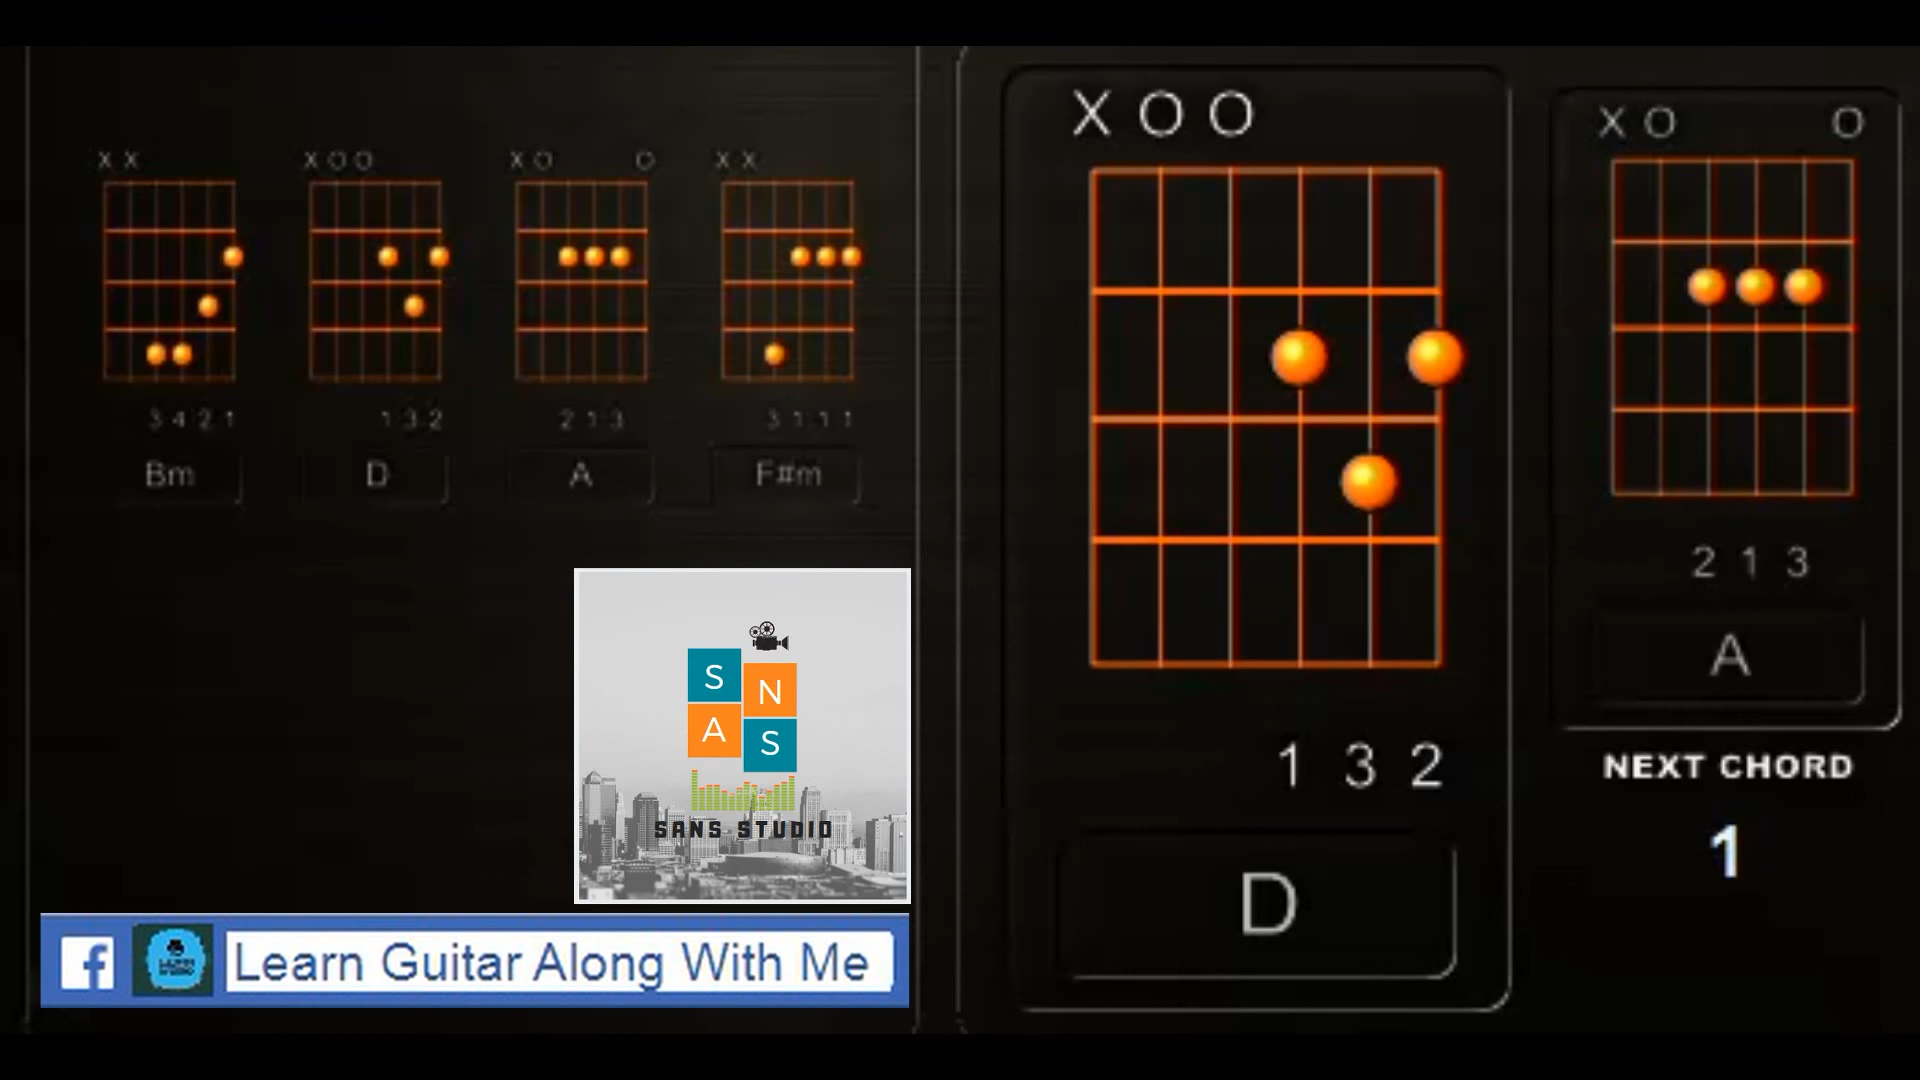 X X
X O O
X O O
X X
3 4 2 1
1 3 2
2 1 3
3 1 1 1
Bm
D
A
F#m
S
N
A
S
SANS STUDIO
f
Learn Guitar Along With Me
X O O
1 3 2
D
X O O
2 1 3
A
NEXT CHORD
1